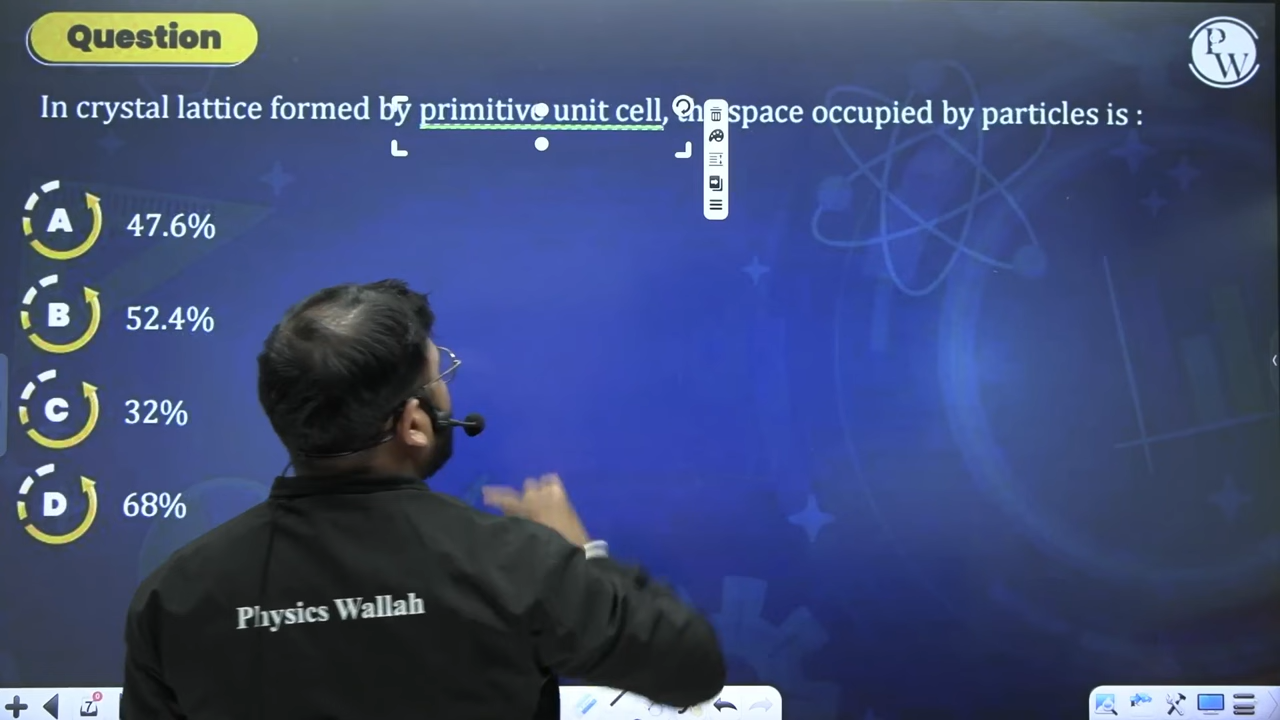 Question
PW
In crystal lattice formed by primitive unit cell, space occupied by particles is :
A 47.6%
B 52.4%
C 32%
D 68%
Physics Wallah